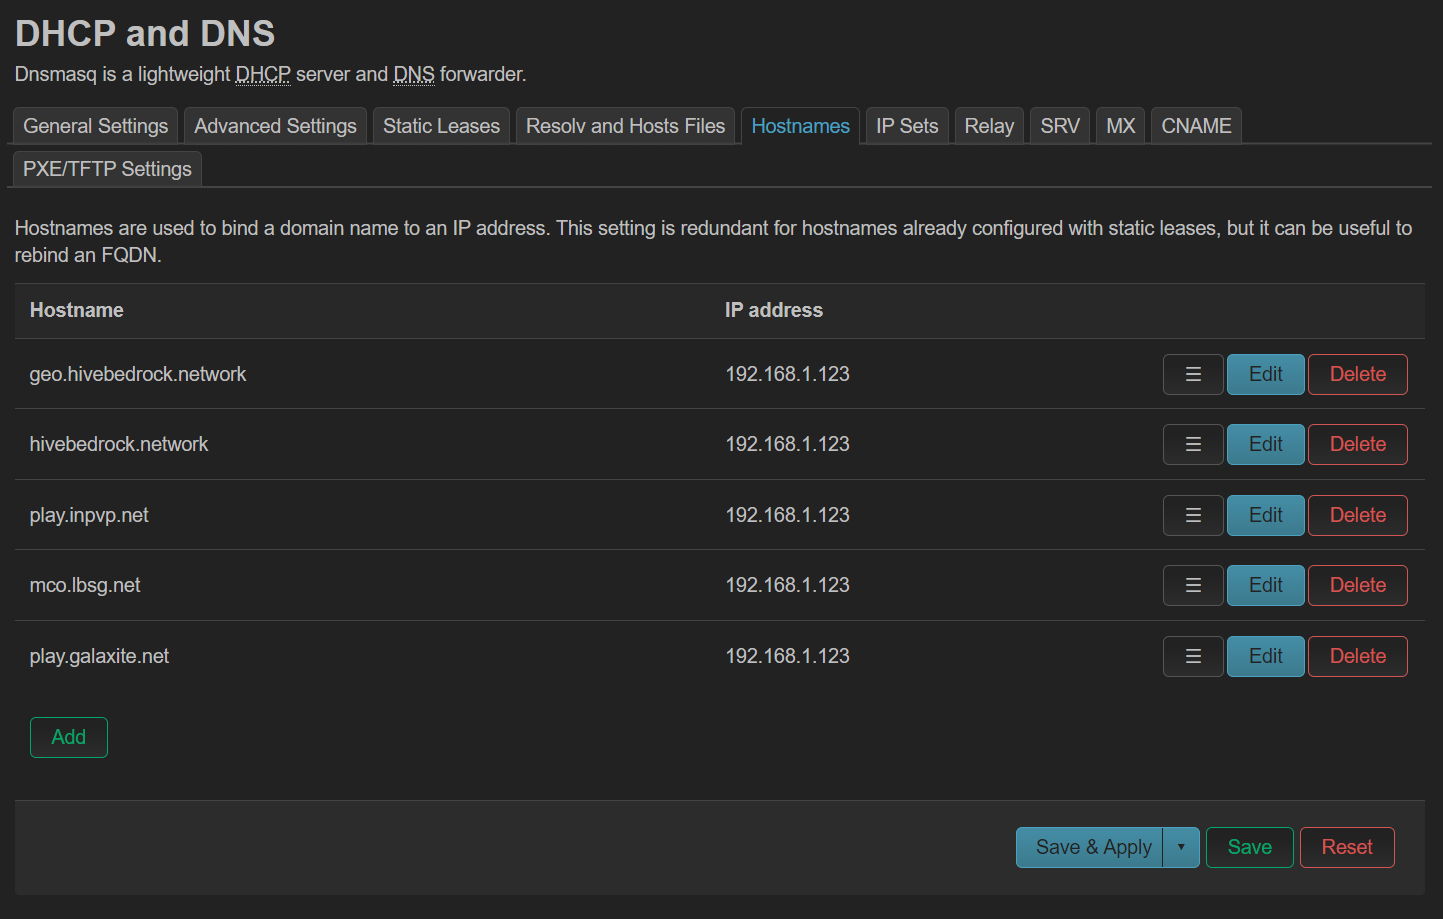 DHCP and DNS
Dnsmasq is a lightweight DHCP server and DNS forwarder.
General Settings Advanced Settings Static Leases Resolv and Hosts Files Hostnames IP Sets Relay SRV MX CNAME
PXE/TFTP Settings
Hostnames are used to bind a domain name to an IP address. This setting is redundant for hostnames already configured with static leases, but it can be useful to
rebind an FQDN.
Hostname IP address
geo.hivebedrock.network 192.168.1.123 ☰ Edit Delete
hivebedrock.network 192.168.1.123 ☰ Edit Delete
play.inpvp.net 192.168.1.123 ☰ Edit Delete
mco.lbsg.net 192.168.1.123 ☰ Edit Delete
play.galaxite.net 192.168.1.123 ☰ Edit Delete
Add
Save & Apply ▾ Save Reset